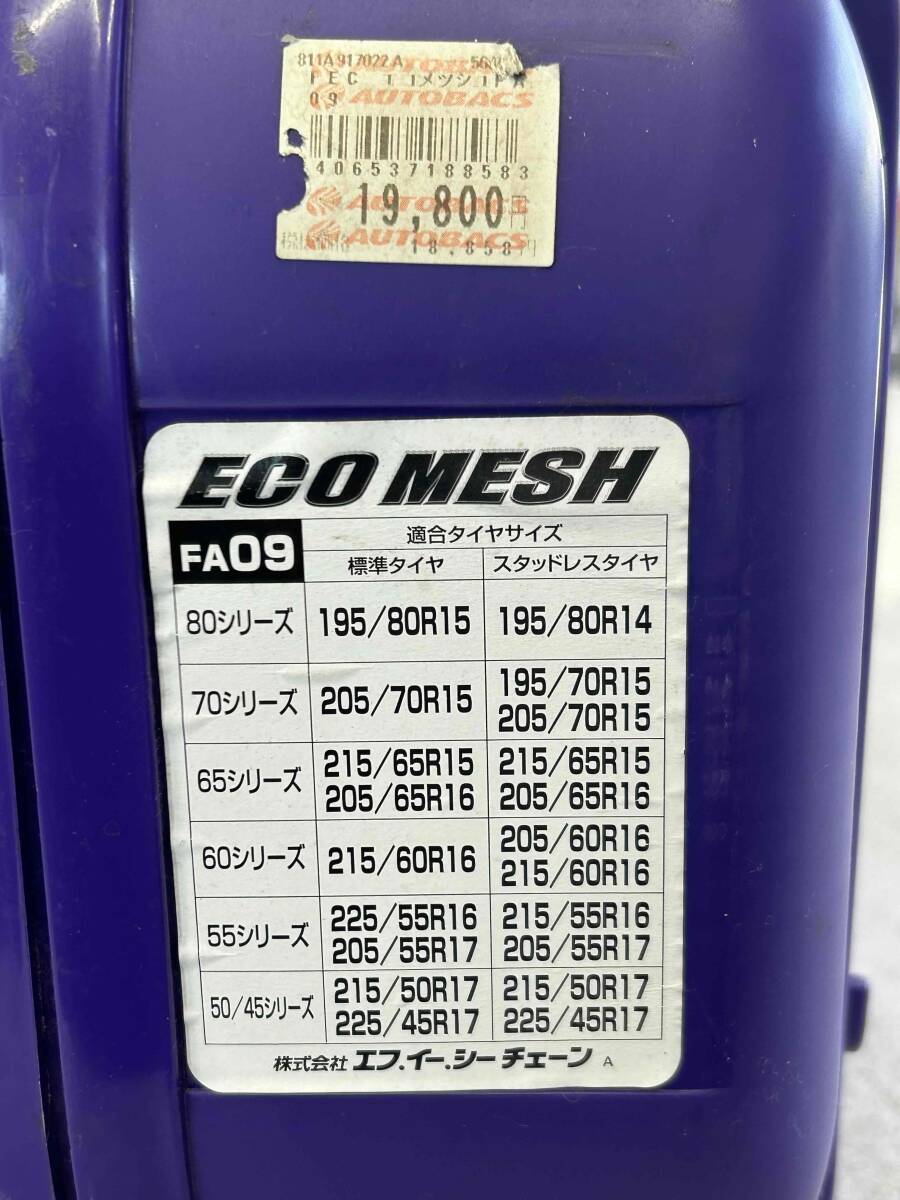 811A917022A
FEC エコメッシュFA
09
AUTOBACS
4065371 88583
19,800円
AUTOBACS
18,858円
ECO MESH
FA09
適合タイヤサイズ
標準タイヤ スタッドレスタイヤ
80シリーズ 195/80R15 195/80R14
70シリーズ 205/70R15 195/70R15
205/70R15
65シリーズ 215/65R15 215/65R15
205/65R16 205/65R16
60シリーズ 215/60R16 205/60R16
215/60R16
55シリーズ 225/55R16 215/55R16
205/55R17 205/55R17
50/45シリーズ 215/50R17 215/50R17
225/45R17 225/45R17
株式会社 エフ.イー.シーチェーン A